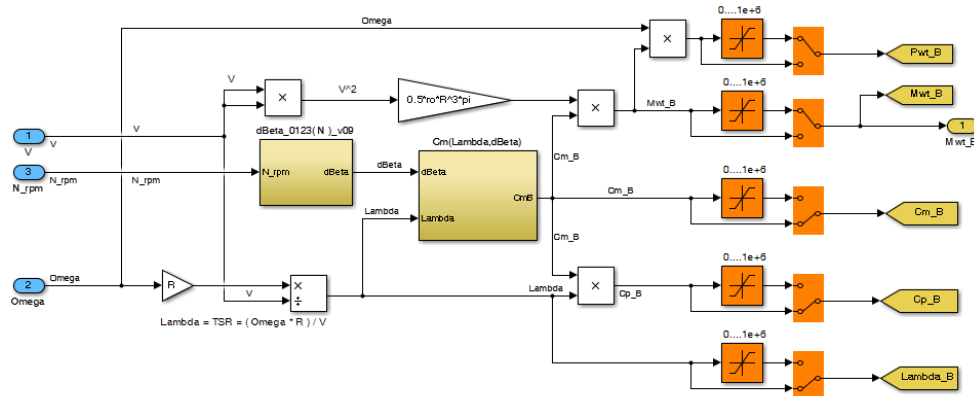 0....1e+6
Omega
×
Pwt_B
0....1e+6
V
×
V^2
0.5*ro*R^3*pi
×
Mwt_B
Mwt_B
1
V
V
V
dBeta_0123( N )_v09
Cm(Lambda,dBeta)
1
Mwt_B
3
N_rpm
N_rpm
N_rpm
N_rpm
dBeta
dBeta
dBeta
Cm_B
0....1e+6
CmB
Cm_B
Cm_B
Lambda
Lambda
Cm_B
0....1e+6
2
Omega
Omega
R
V
×
÷
Lambda
×
Cp_B
Cp_B
Lambda = TSR = ( Omega * R ) / V
0....1e+6
Lambda_B